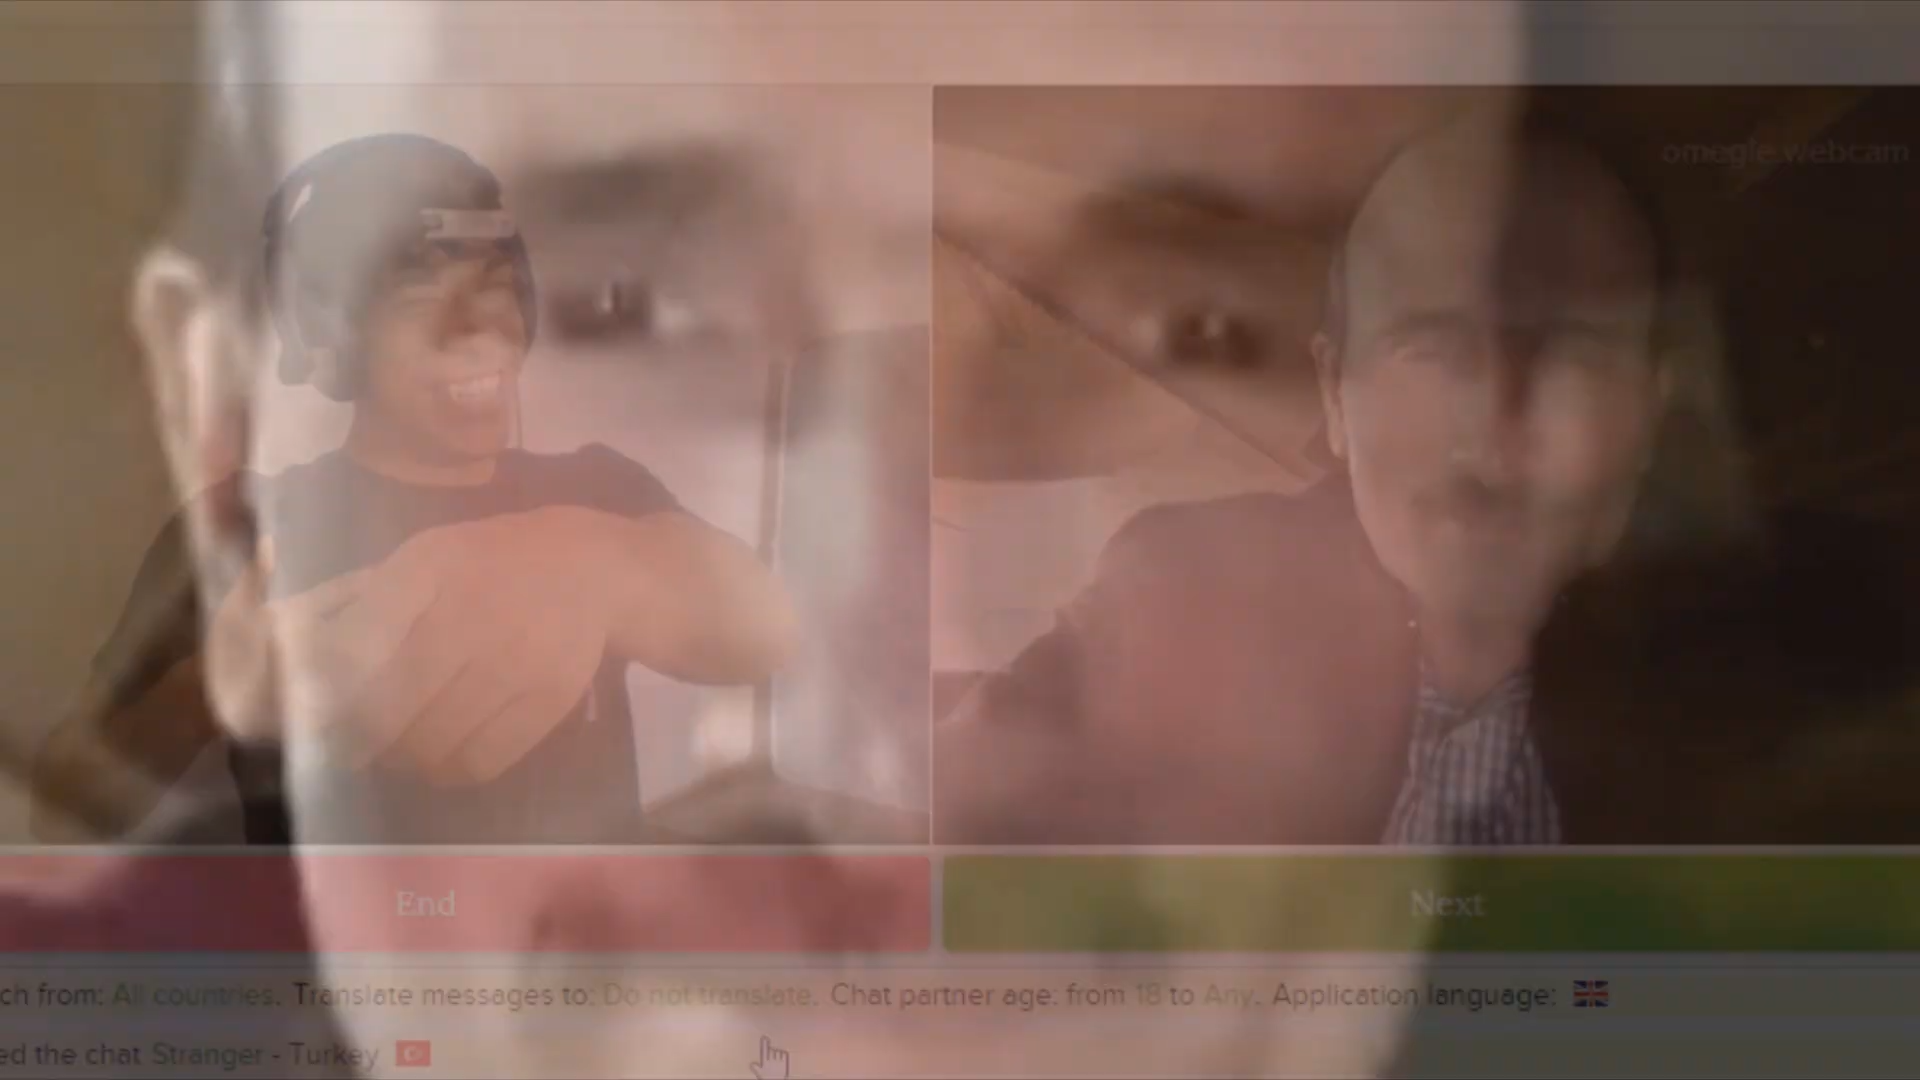 omegle.webcam
End
Next
ch from: All countries. Translate messages to: Do not translate. Chat partner age: from 18 to Any. Application language:
ed the chat Stranger - Turkey